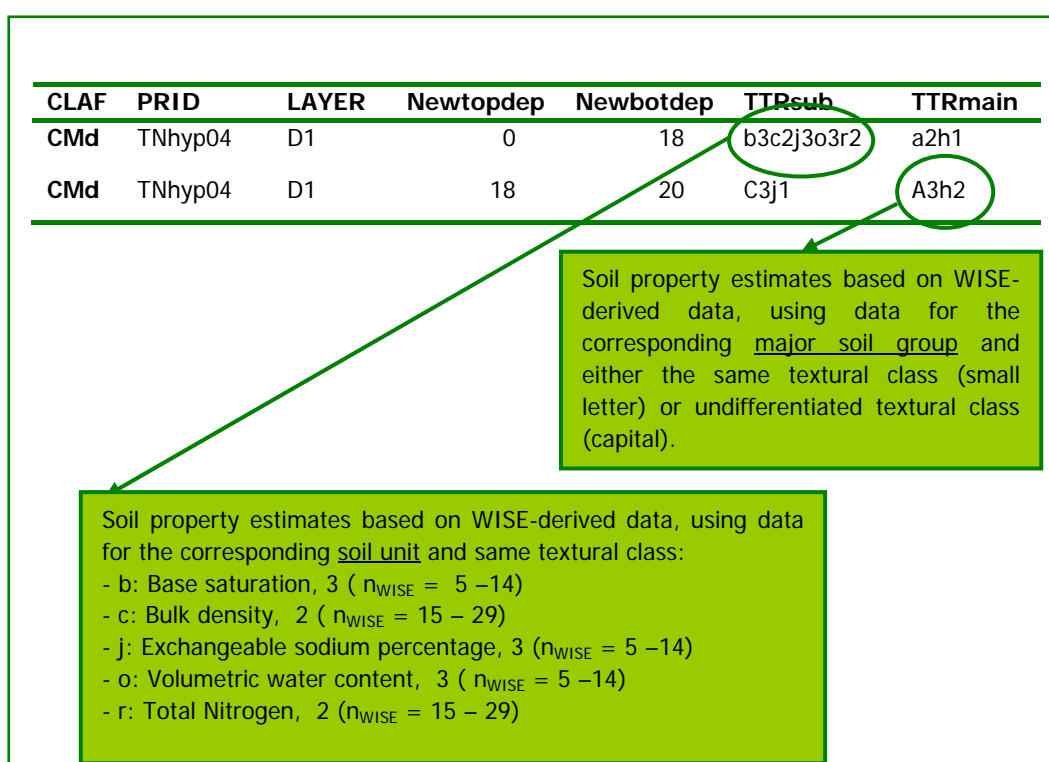 CLAF PRID LAYER Newtopdep Newbotdep TTRsub TTRmain
CMd TNhyp04 D1 0 18 b3c2j3o3r2 a2h1
CMd TNhyp04 D1 18 20 C3j1 A3h2
Soil property estimates based on WISE-
derived data, using data for the
corresponding major soil group and
either the same textural class (small
letter) or undifferentiated textural class
(capital).
Soil property estimates based on WISE-derived data, using data
for the corresponding soil unit and same textural class:
- b: Base saturation, 3 ( nWISE = 5 –14)
- c: Bulk density, 2 ( nWISE = 15 – 29)
- j: Exchangeable sodium percentage, 3 (nWISE = 5 –14)
- o: Volumetric water content, 3 ( nWISE = 5 –14)
- r: Total Nitrogen, 2 (nWISE = 15 – 29)